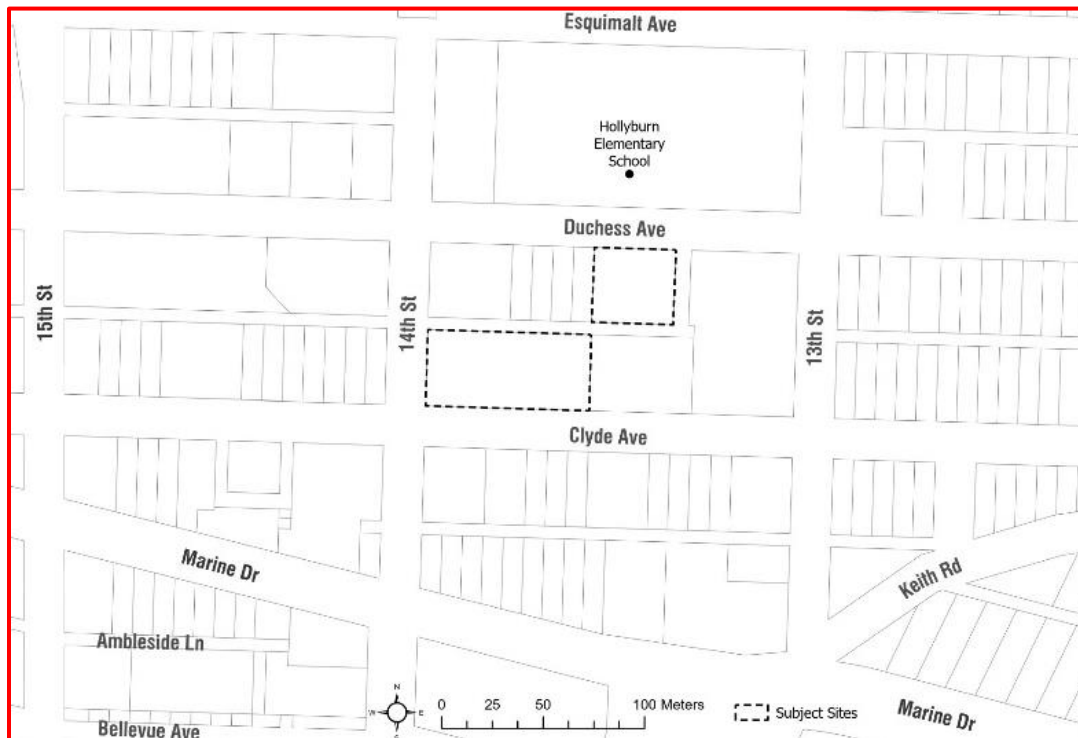 Esquimalt Ave
Hollyburn
Elementary
School
Duchess Ave
15th St
14th St
13th St
Clyde Ave
Marine Dr
Keith Rd
Ambleside Ln
N
W E
S
0 50 100 Meters
Subject Sites
Marine Dr
Bellevue Ave